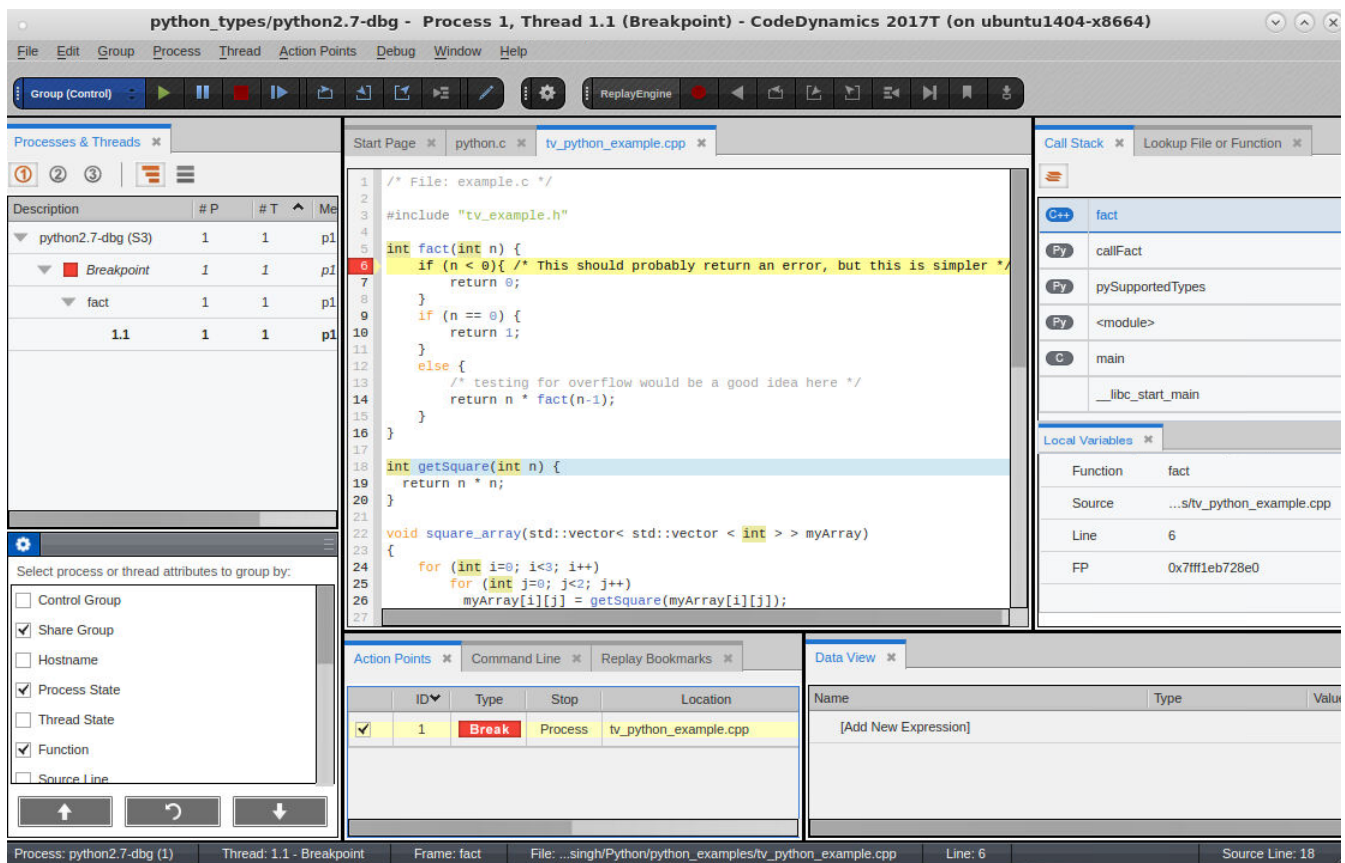 python_types/python2.7-dbg - Process 1, Thread 1.1 (Breakpoint) - CodeDynamics 2017T (on ubuntu1404-x8664)
File Edit Group Process Thread Action Points Debug Window Help
Group (Control) ReplayEngine
Processes & Threads
1 2 3
Description #P #T Me
python2.7-dbg (S3) 1 1 p1
Breakpoint 1 1 p1
fact 1 1 p1
1.1 1 1 p1
Select process or thread attributes to group by:
Control Group
Share Group
Hostname
Process State
Thread State
Function
Source Line
Start Page python.c tv_python_example.cpp
1 /* File: example.c */
2
3 #include "tv_example.h"
4
5 int fact(int n) {
6 if (n < 0){ /* This should probably return an error, but this is simpler */
7 return 0;
8 }
9 if (n == 0) {
10 return 1;
11 }
12 else {
13 /* testing for overflow would be a good idea here */
14 return n * fact(n-1);
15 }
16 }
17
18 int getSquare(int n) {
19 return n * n;
20 }
21
22 void square_array(std::vector< std::vector < int > > myArray)
23 {
24 for (int i=0; i<3; i++)
25 for (int j=0; j<2; j++)
26 myArray[i][j] = getSquare(myArray[i][j]);
27
Call Stack Lookup File or Function
C++ fact
Py callFact
Py pySupportedTypes
Py <module>
C main
__libc_start_main
Local Variables
Function fact
Source ...s/tv_python_example.cpp
Line 6
FP 0x7fff1eb728e0
Action Points Command Line Replay Bookmarks
ID Type Stop Location
1 Break Process tv_python_example.cpp
Data View
Name Type Value
[Add New Expression]
Process: python2.7-dbg (1) Thread: 1.1 - Breakpoint Frame: fact File: ...singh/Python/python_examples/tv_python_example.cpp Line: 6 Source Line: 18